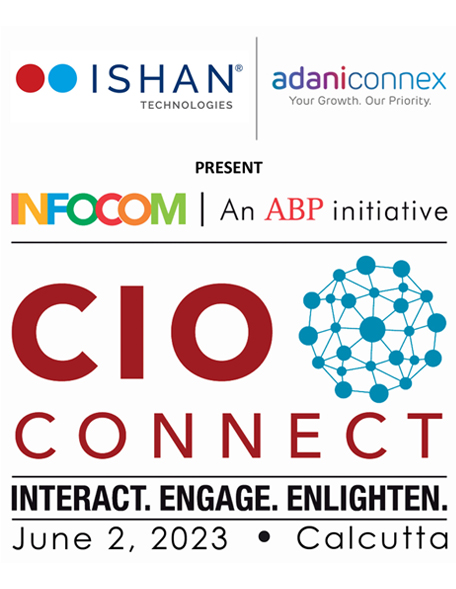 ISHAN® | adaniconnex
TECHNOLOGIES Your Growth. Our Priority.
PRESENT
INFOCOM | An ABP initiative
CIO
CONNECT
INTERACT. ENGAGE. ENLIGHTEN.
June 2, 2023 • Calcutta